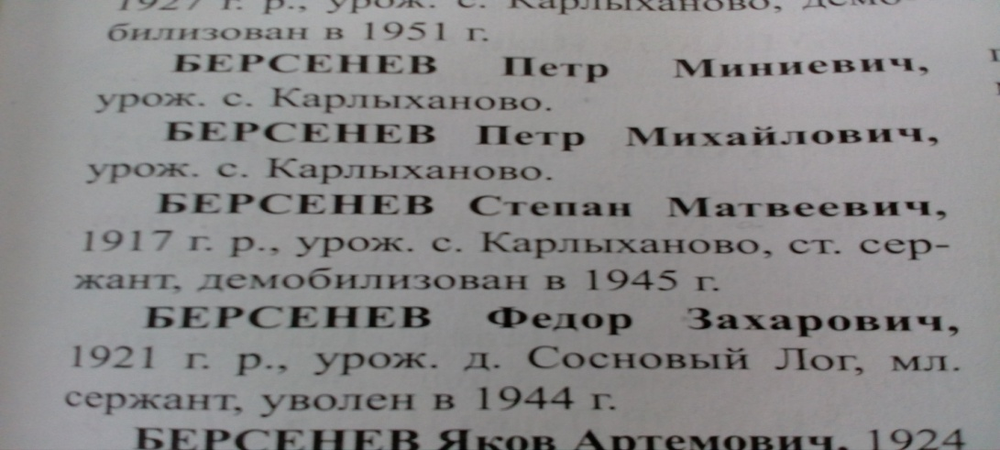 1927 г. р., урож. с. Карлыханово, демо-
билизован в 1951 г.
БЕРСЕНЕВ Петр Миниевич,
урож. с. Карлыханово.
БЕРСЕНЕВ Петр Михайлович,
урож. с. Карлыханово.
БЕРСЕНЕВ Степан Матвеевич,
1917 г. р., урож. с. Карлыханово, ст. сер-
жант, демобилизован в 1945 г.
БЕРСЕНЕВ Федор Захарович,
1921 г. р., урож. д. Сосновый Лог, мл.
сержант, уволен в 1944 г.
БЕРСЕНЕВ Яков Артемович, 1924